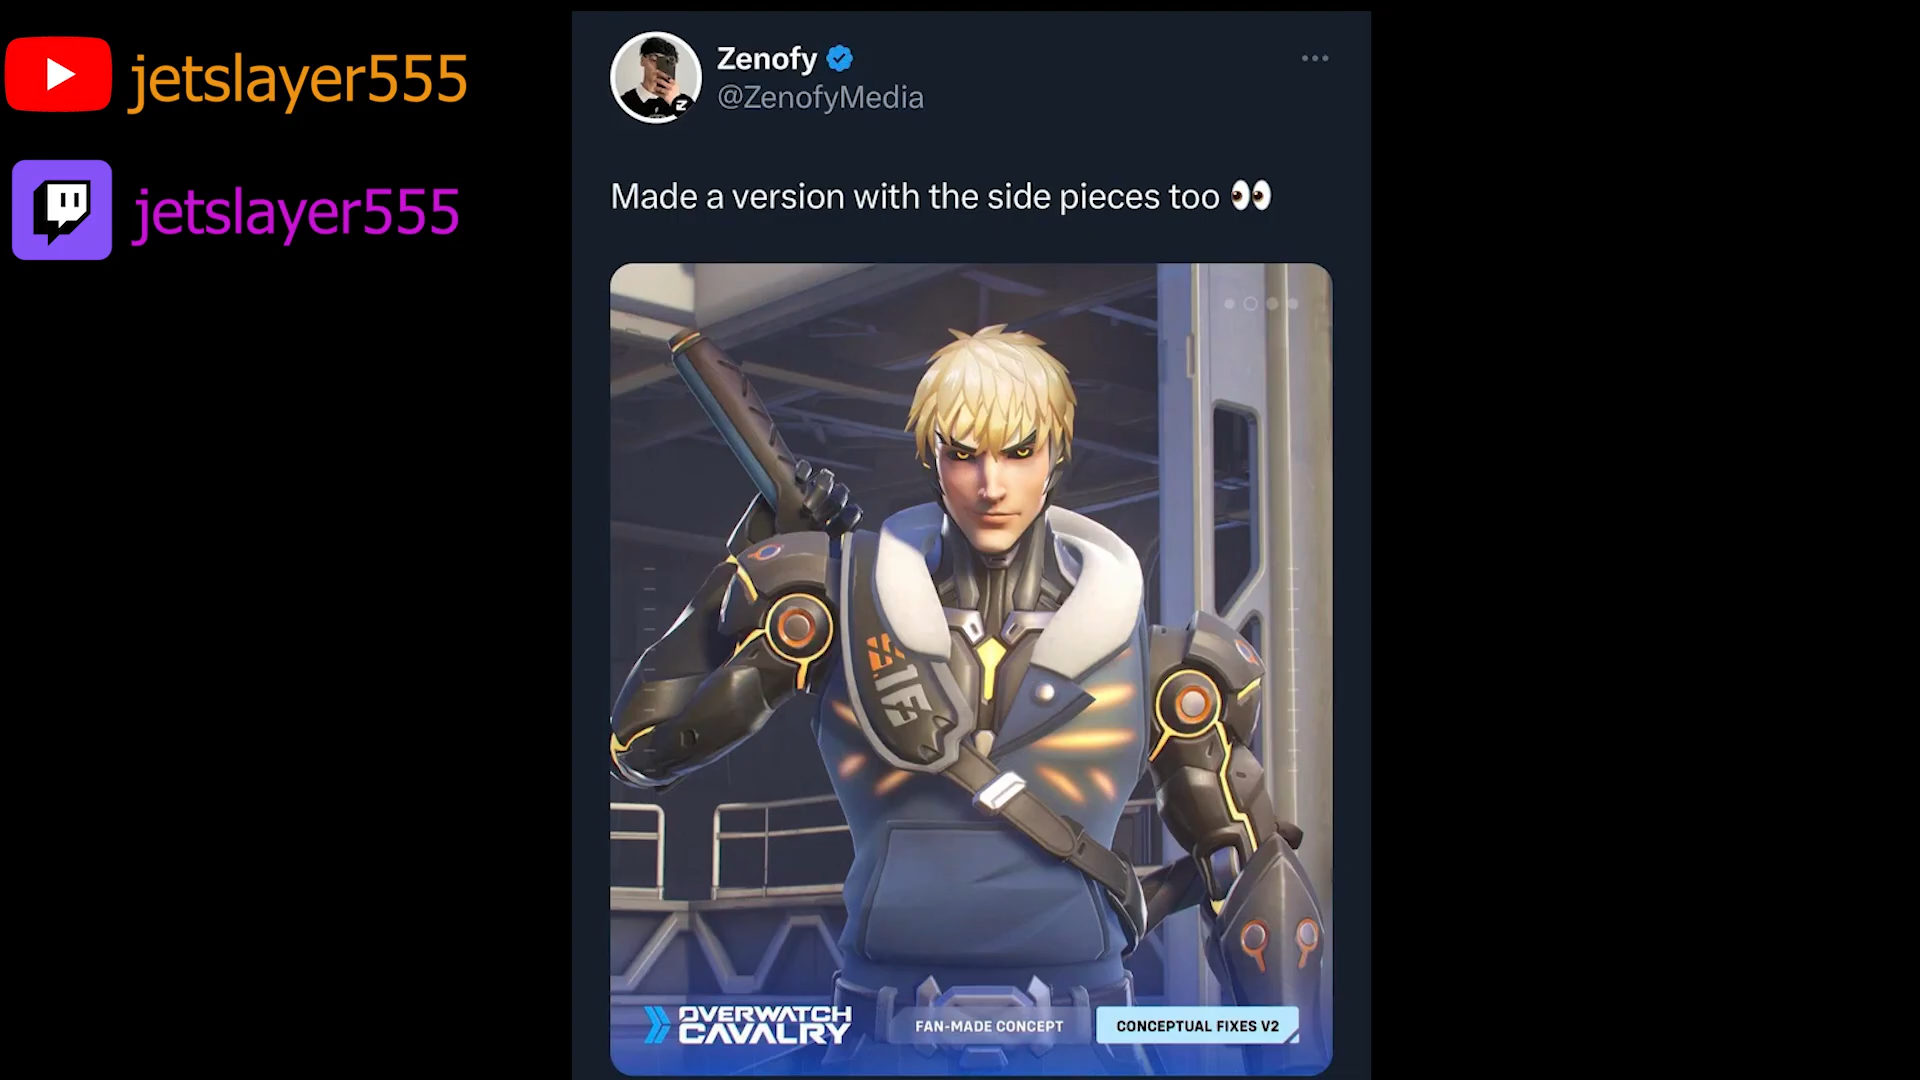 jetslayer555
jetslayer555
Zenofy
@ZenofyMedia
Made a version with the side pieces too 👀
OVERWATCH
CAVALRY
FAN-MADE CONCEPT
CONCEPTUAL FIXES V2